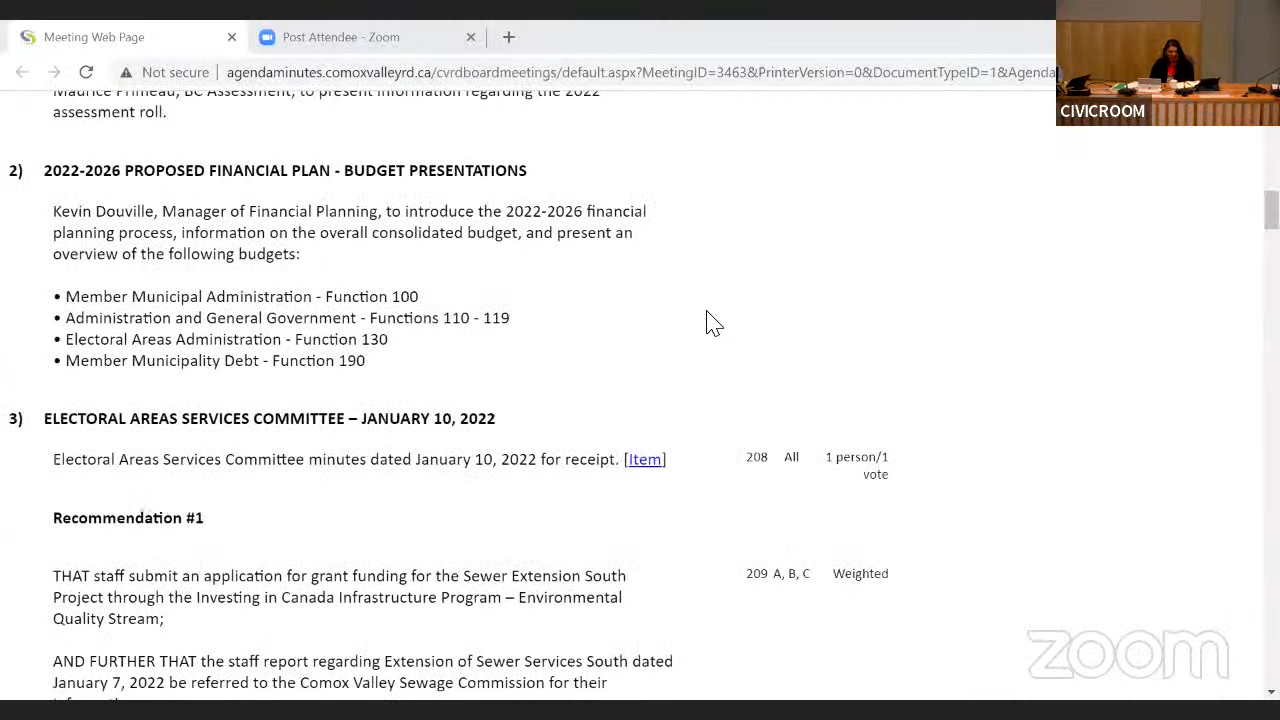 Meeting Web Page
Post Attendee - Zoom
Not secure
agendaminutes.comoxvalleyrd.ca/cvrdboardmeetings/default.aspx?MeetingID=3463&PrinterVersion=0&DocumentTypeID=1&Agenda
CIVICROOM
Maurice Primeau, BC Assessment, to present information regarding the 2022
assessment roll.
2) 2022-2026 PROPOSED FINANCIAL PLAN - BUDGET PRESENTATIONS
Kevin Douville, Manager of Financial Planning, to introduce the 2022-2026 financial
planning process, information on the overall consolidated budget, and present an
overview of the following budgets:
• Member Municipal Administration - Function 100
• Administration and General Government - Functions 110 - 119
• Electoral Areas Administration - Function 130
• Member Municipality Debt - Function 190
3) ELECTORAL AREAS SERVICES COMMITTEE – JANUARY 10, 2022
Electoral Areas Services Committee minutes dated January 10, 2022 for receipt. [Item] 208 All 1 person/1
vote
Recommendation #1
THAT staff submit an application for grant funding for the Sewer Extension South 209 A, B, C Weighted
Project through the Investing in Canada Infrastructure Program – Environmental
Quality Stream;
AND FURTHER THAT the staff report regarding Extension of Sewer Services South dated
January 7, 2022 be referred to the Comox Valley Sewage Commission for their
zoom